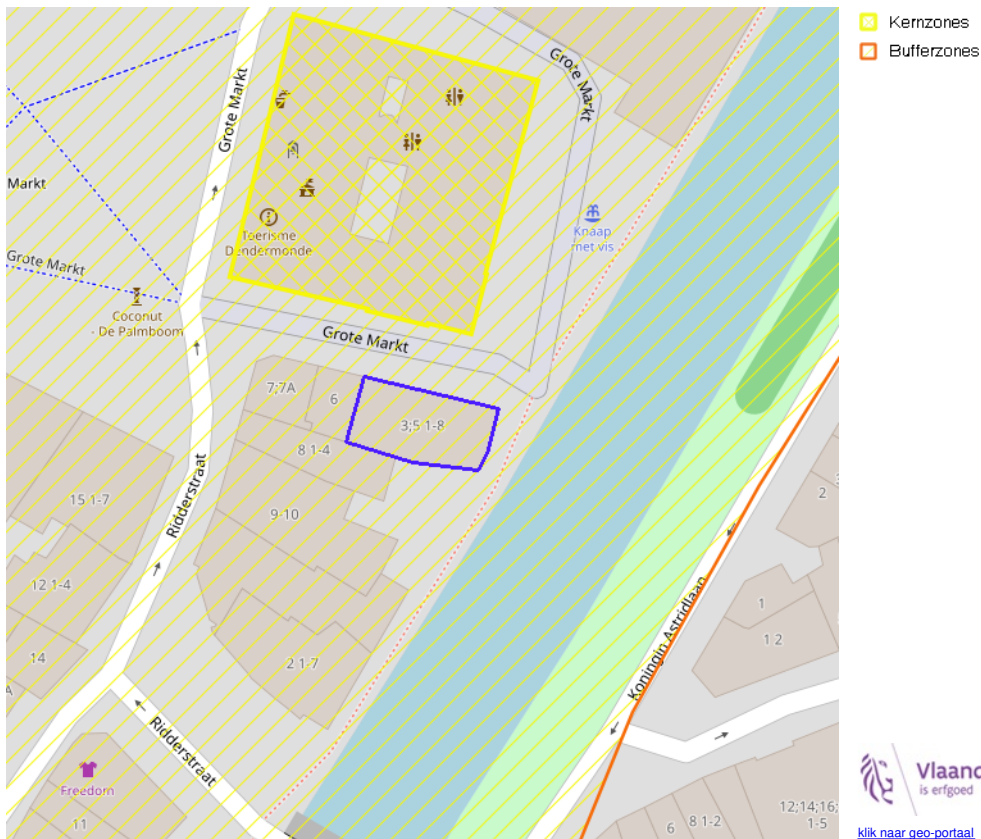 Kernzones
Bufferzones
Grote Markt
Grote Markt
Markt
Grote Markt
Toerisme
Dendermonde
Knaap
met vis
Coconut
- De Palmboom
Grote Markt
7;7A
6
3;5 1-8
8 1-4
9-10
15 1-7
Ridderstraat
12 1-4
14
A
2 1-7
Ridderstraat
Freedom
11
2
1
1 2
Koningin Astridlaan
6
8 1-2
12;14;16;
1-5
Vlaand
is erfgoed
klik naar geo-portaal